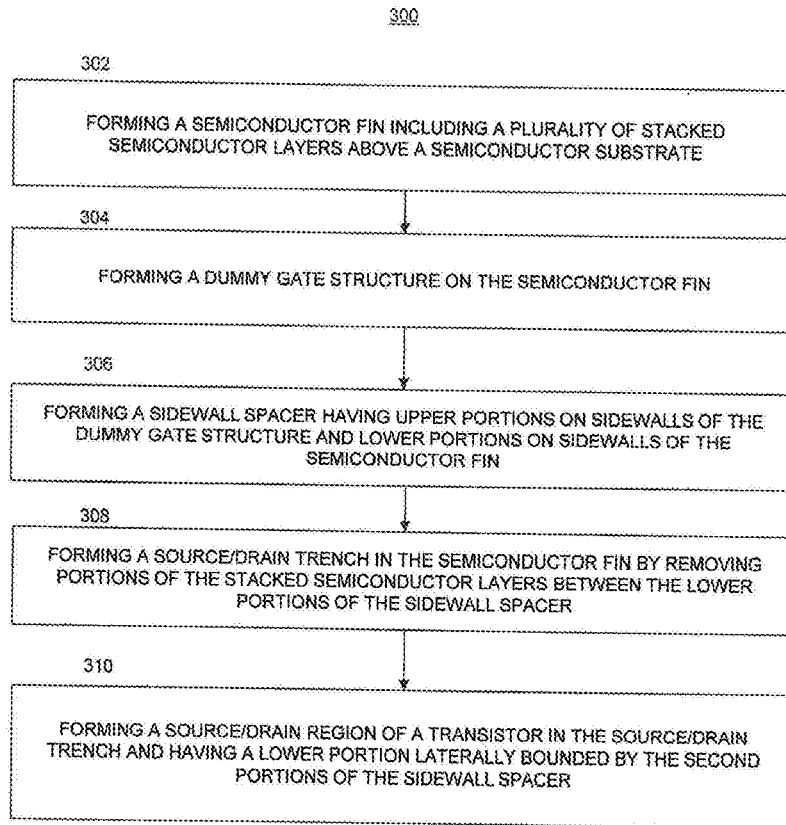 300
302
FORMING A SEMICONDUCTOR FIN INCLUDING A PLURALITY OF STACKED
SEMICONDUCTOR LAYERS ABOVE A SEMICONDUCTOR SUBSTRATE
304
FORMING A DUMMY GATE STRUCTURE ON THE SEMICONDUCTOR FIN
306
FORMING A SIDEWALL SPACER HAVING UPPER PORTIONS ON SIDEWALLS OF THE
DUMMY GATE STRUCTURE AND LOWER PORTIONS ON SIDEWALLS OF THE
SEMICONDUCTOR FIN
308
FORMING A SOURCE/DRAIN TRENCH IN THE SEMICONDUCTOR FIN BY REMOVING
PORTIONS OF THE STACKED SEMICONDUCTOR LAYERS BETWEEN THE LOWER
PORTIONS OF THE SIDEWALL SPACER
310
FORMING A SOURCE/DRAIN REGION OF A TRANSISTOR IN THE SOURCE/DRAIN
TRENCH AND HAVING A LOWER PORTION LATERALLY BOUNDED BY THE SECOND
PORTIONS OF THE SIDEWALL SPACER